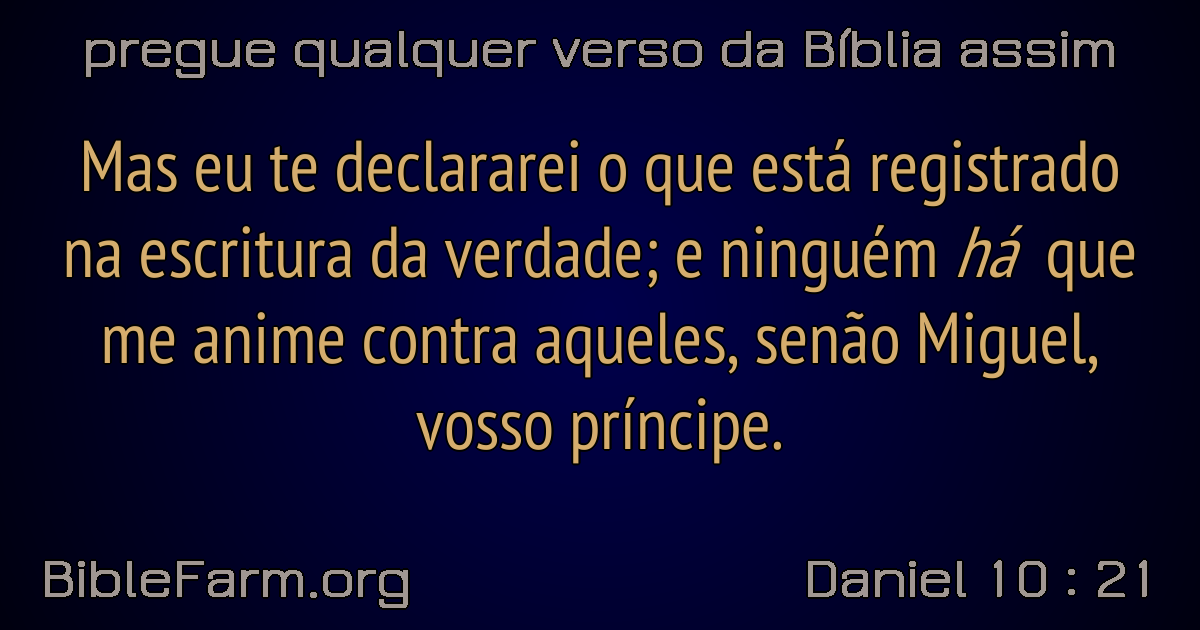 pregue qualquer verso da Bíblia assim
Mas eu te declararei o que está registrado
na escritura da verdade; e ninguém há que
me anime contra aqueles, senão Miguel,
vosso príncipe.
BibleFarm.org
Daniel 10 : 21